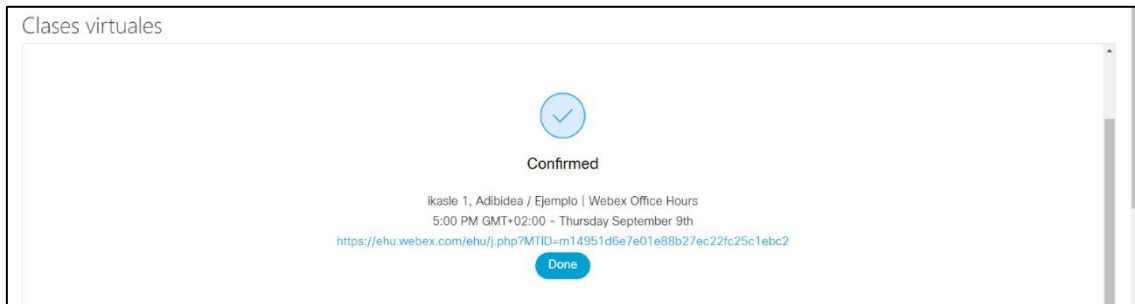 Clases virtuales
Confirmed
ikasle 1, Adibidea / Ejemplo | Webex Office Hours
5:00 PM GMT+02:00 - Thursday September 9th
https://ehu.webex.com/ehu/j.php?MTID=m14951d6e7e01e88b27ec22fc25c1ebc2
Done